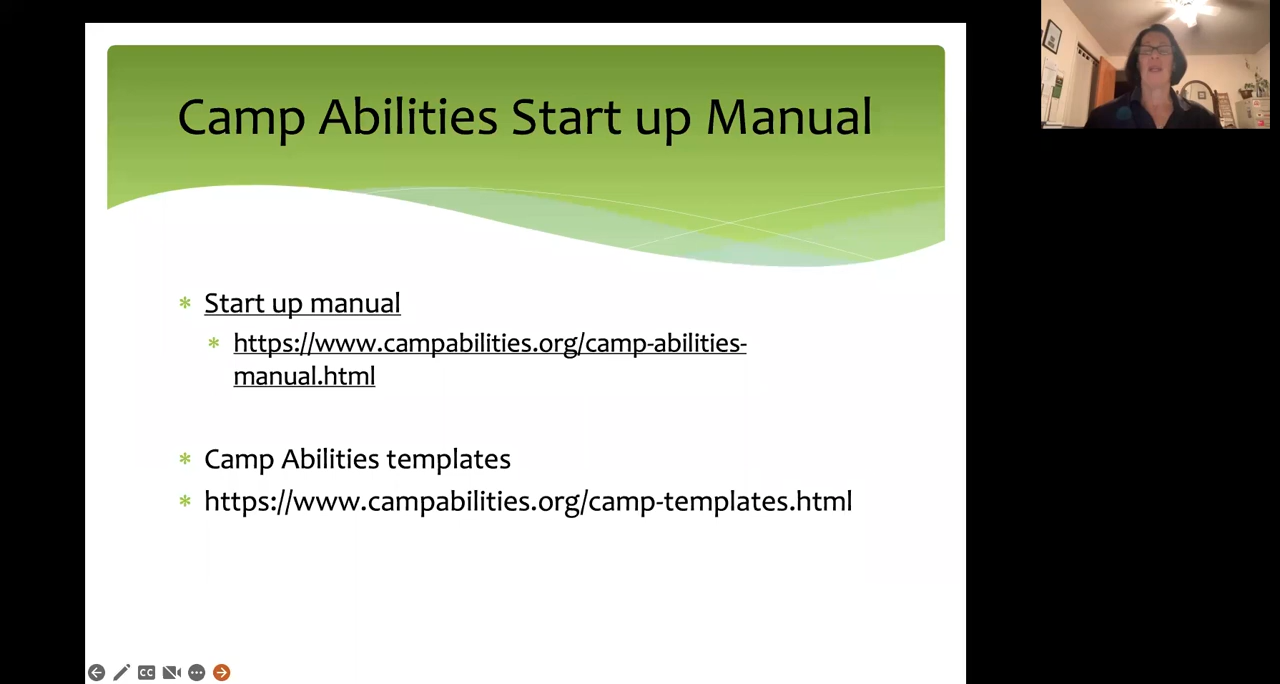 Camp Abilities Start up Manual
* Start up manual
* https://www.campabilities.org/camp-abilities-
manual.html
* Camp Abilities templates
* https://www.campabilities.org/camp-templates.html
CC